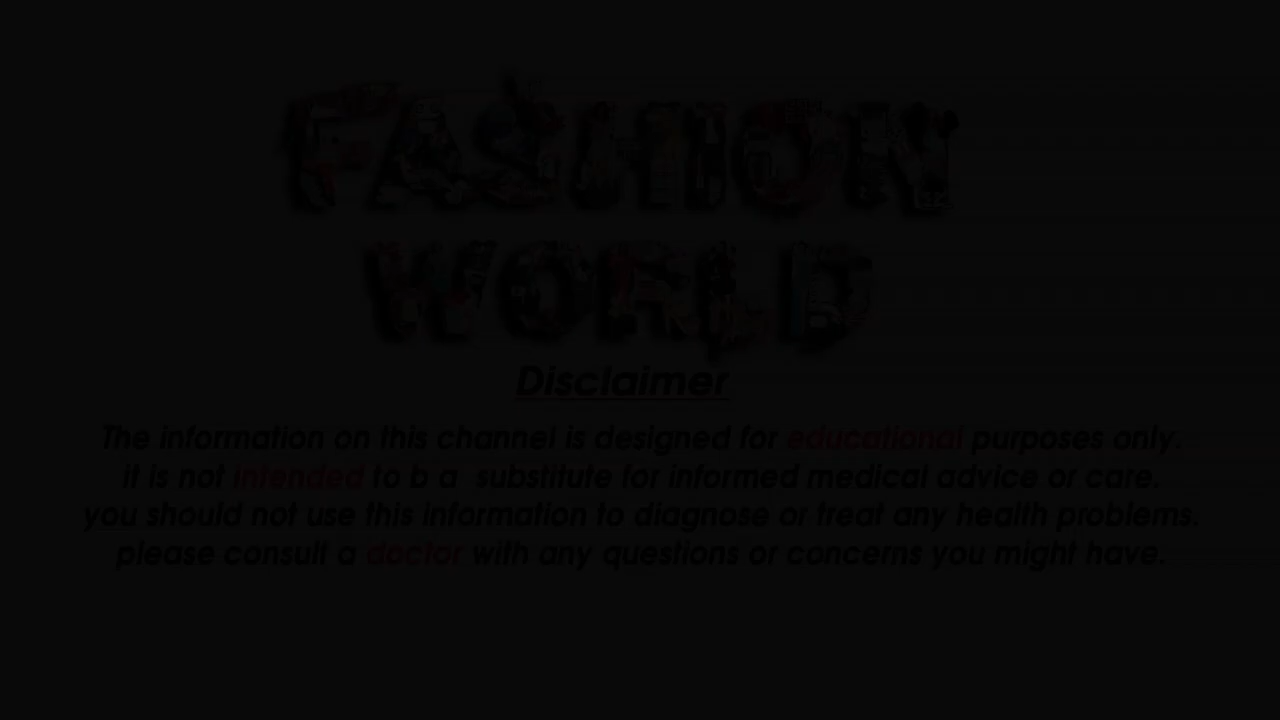 FASHION
WORLD
Disclaimer
The information on this channel is designed for educational purposes only.
it is not intended to b a substitute for informed medical advice or care.
you should not use this information to diagnose or treat any health problems.
please consult a doctor with any questions or concerns you might have.